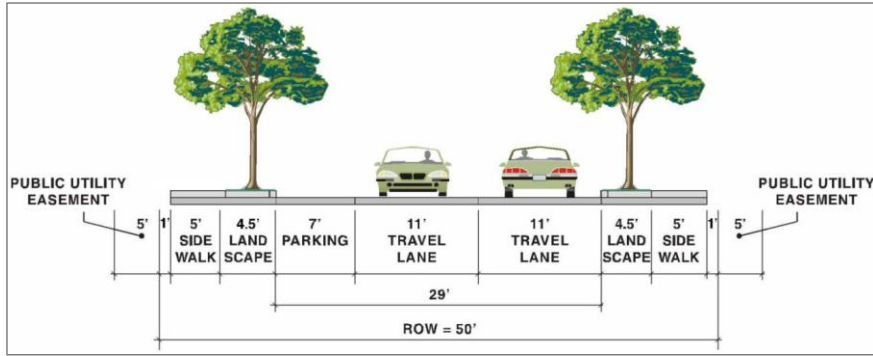 PUBLIC UTILITY
EASEMENT
PUBLIC UTILITY
EASEMENT
5'
1'
5'
SIDE
WALK
4.5'
LAND
SCAPE
7'
PARKING
11'
TRAVEL
LANE
11'
TRAVEL
LANE
4.5'
LAND
SCAPE
5'
SIDE
WALK
1'
5'
29'
ROW = 50'